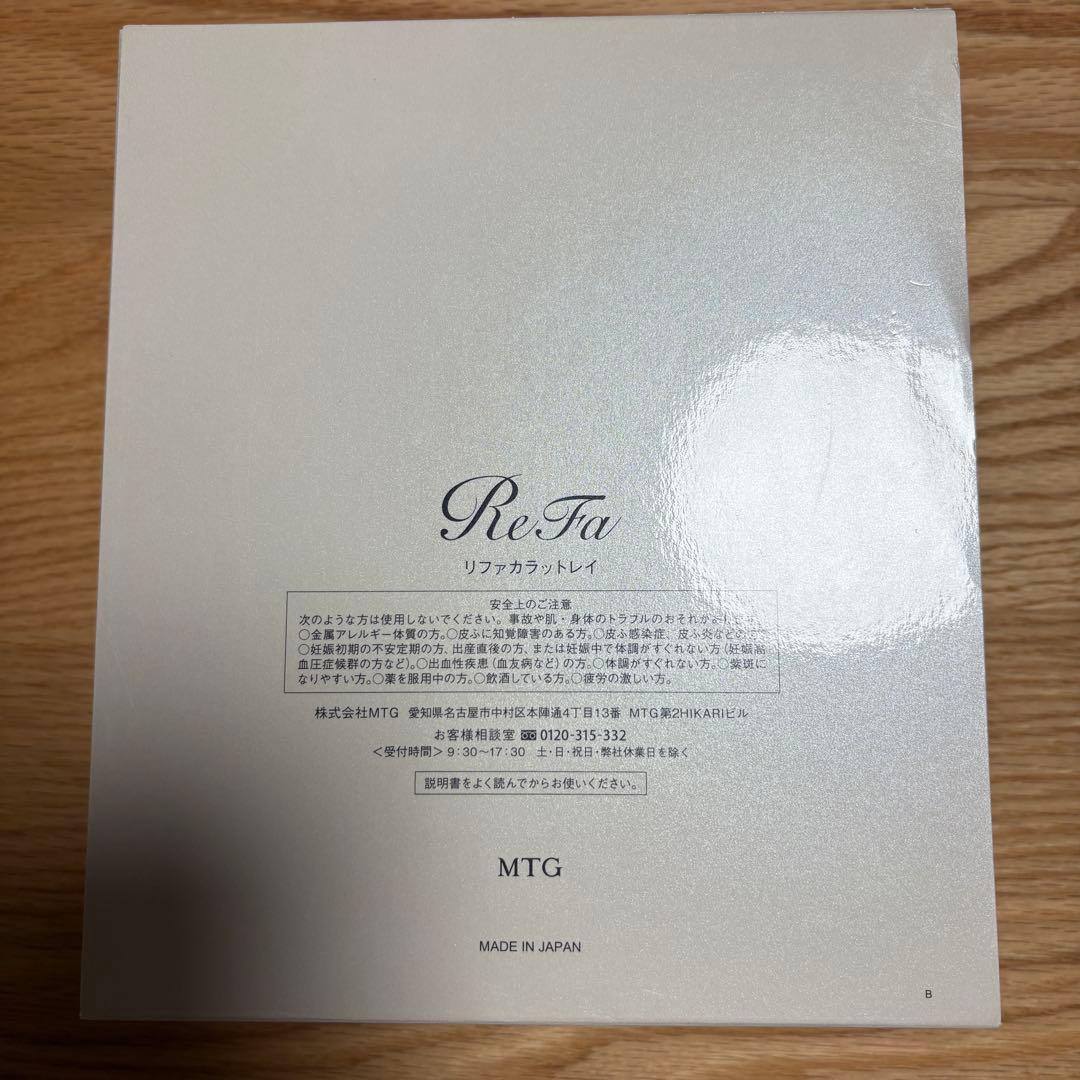 ReFa
リファカラットレイ
安全上のご注意
次のような方は使用しないでください。事故や肌・身体のトラブルのおそれが
○金属アレルギー体質の方。○皮ふに知覚障害のある方。○皮ふ感染症、皮ふ炎など
○妊娠初期の不安定期の方、出産直後の方、または妊娠中で体調がすぐれない方（妊娠高
血圧症候群の方など）。○出血性疾患（血友病など）の方。○体調がすぐれない方。○紫斑に
なりやすい方。○薬を服用中の方。○飲酒している方。○疲労の激しい方。
株式会社MTG 愛知県名古屋市中村区本陣通4丁目13番 MTG第2HIKARIビル
お客様相談室 0120-315-332
＜受付時間＞9:30〜17:30 土・日・祝日・弊社休業日を除く
説明書をよく読んでからお使いください。
MTG
MADE IN JAPAN
B